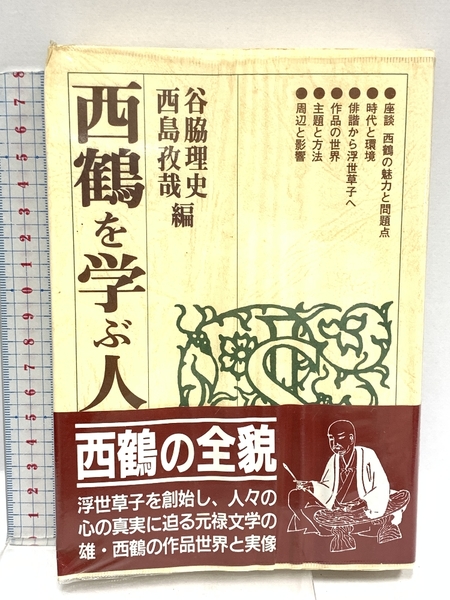 ●座談 西鶴の魅力と問題点
●時代と環境
●俳諧から浮世草子へ
●作品の世界
●主題と方法
●周辺と影響
谷脇理史
西島孜哉 編
西鶴を学ぶ人
西鶴の全貌
浮世草子を創始し、人々の
心の真実に迫る元禄文学の
雄・西鶴の作品世界と実像